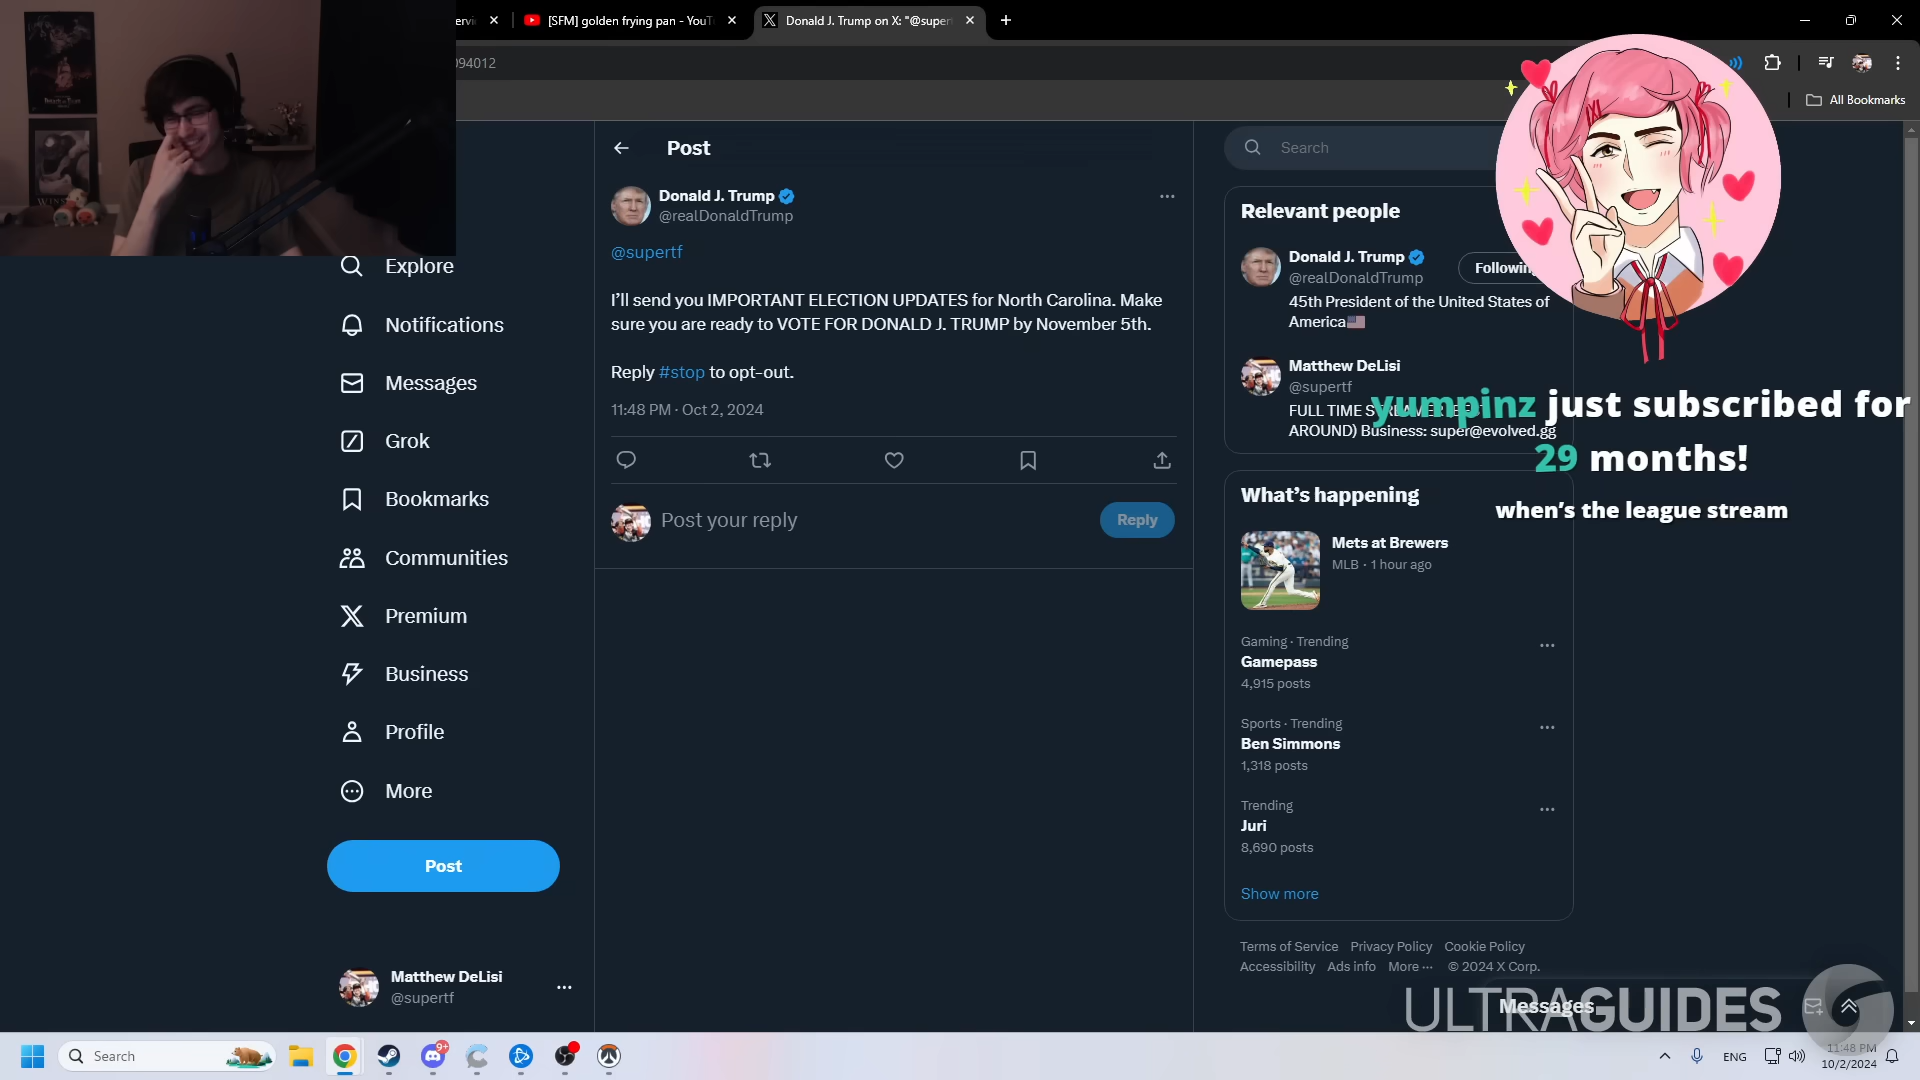 [SFM] golden frying pan - YouT
Donald J. Trump on X: "@super
094012
All Bookmarks
Explore
Notifications
Messages
Grok
Bookmarks
Communities
Premium
Business
Profile
More
Post
Matthew DeLisi
@supertf
Post
Donald J. Trump
@realDonaldTrump
@supertf
I'll send you IMPORTANT ELECTION UPDATES for North Carolina. Make
sure you are ready to VOTE FOR DONALD J. TRUMP by November 5th.
Reply #stop to opt-out.
11:48 PM · Oct 2, 2024
Post your reply
Reply
Search
Relevant people
Donald J. Trump
@realDonaldTrump
Following
45th President of the United States of
America
Matthew DeLisi
@supertf
FULL TIME
AROUND) Business: super@evolved.gg
yumpinz just subscribed for
29 months!
when's the league stream
What's happening
Mets at Brewers
MLB · 1 hour ago
Gaming · Trending
Gamepass
4,915 posts
Sports · Trending
Ben Simmons
1,318 posts
Trending
Juri
8,690 posts
Show more
Terms of Service Privacy Policy Cookie Policy
Accessibility Ads info More ··· © 2024 X Corp.
Messages
ULTRAGUIDES
Search
9+
ENG
11:48 PM
10/2/2024